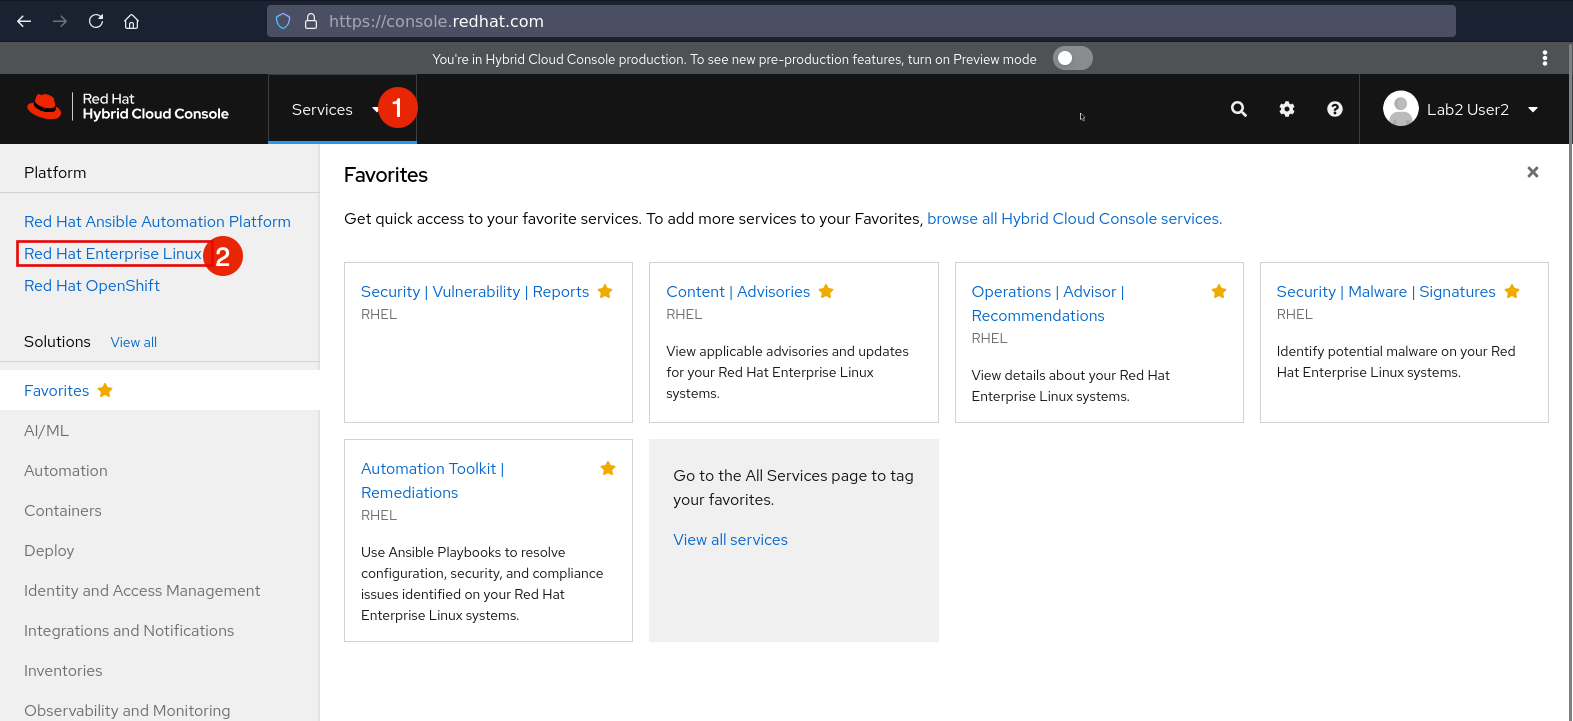 https://console.redhat.com
You're in Hybrid Cloud Console production. To see new pre-production features, turn on Preview mode
Red Hat
Hybrid Cloud Console
Services
1
Lab2 User2
Platform
Red Hat Ansible Automation Platform
Red Hat Enterprise Linux
2
Red Hat OpenShift
Solutions View all
Favorites
AI/ML
Automation
Containers
Deploy
Identity and Access Management
Integrations and Notifications
Inventories
Observability and Monitoring
Favorites
Get quick access to your favorite services. To add more services to your Favorites, browse all Hybrid Cloud Console services.
Security | Vulnerability | Reports
RHEL
Content | Advisories
RHEL
View applicable advisories and updates
for your Red Hat Enterprise Linux
systems.
Operations | Advisor |
Recommendations
RHEL
View details about your Red Hat
Enterprise Linux systems.
Security | Malware | Signatures
RHEL
Identify potential malware on your Red
Hat Enterprise Linux systems.
Automation Toolkit |
Remediations
RHEL
Use Ansible Playbooks to resolve
configuration, security, and compliance
issues identified on your Red Hat
Enterprise Linux systems.
Go to the All Services page to tag
your favorites.
View all services